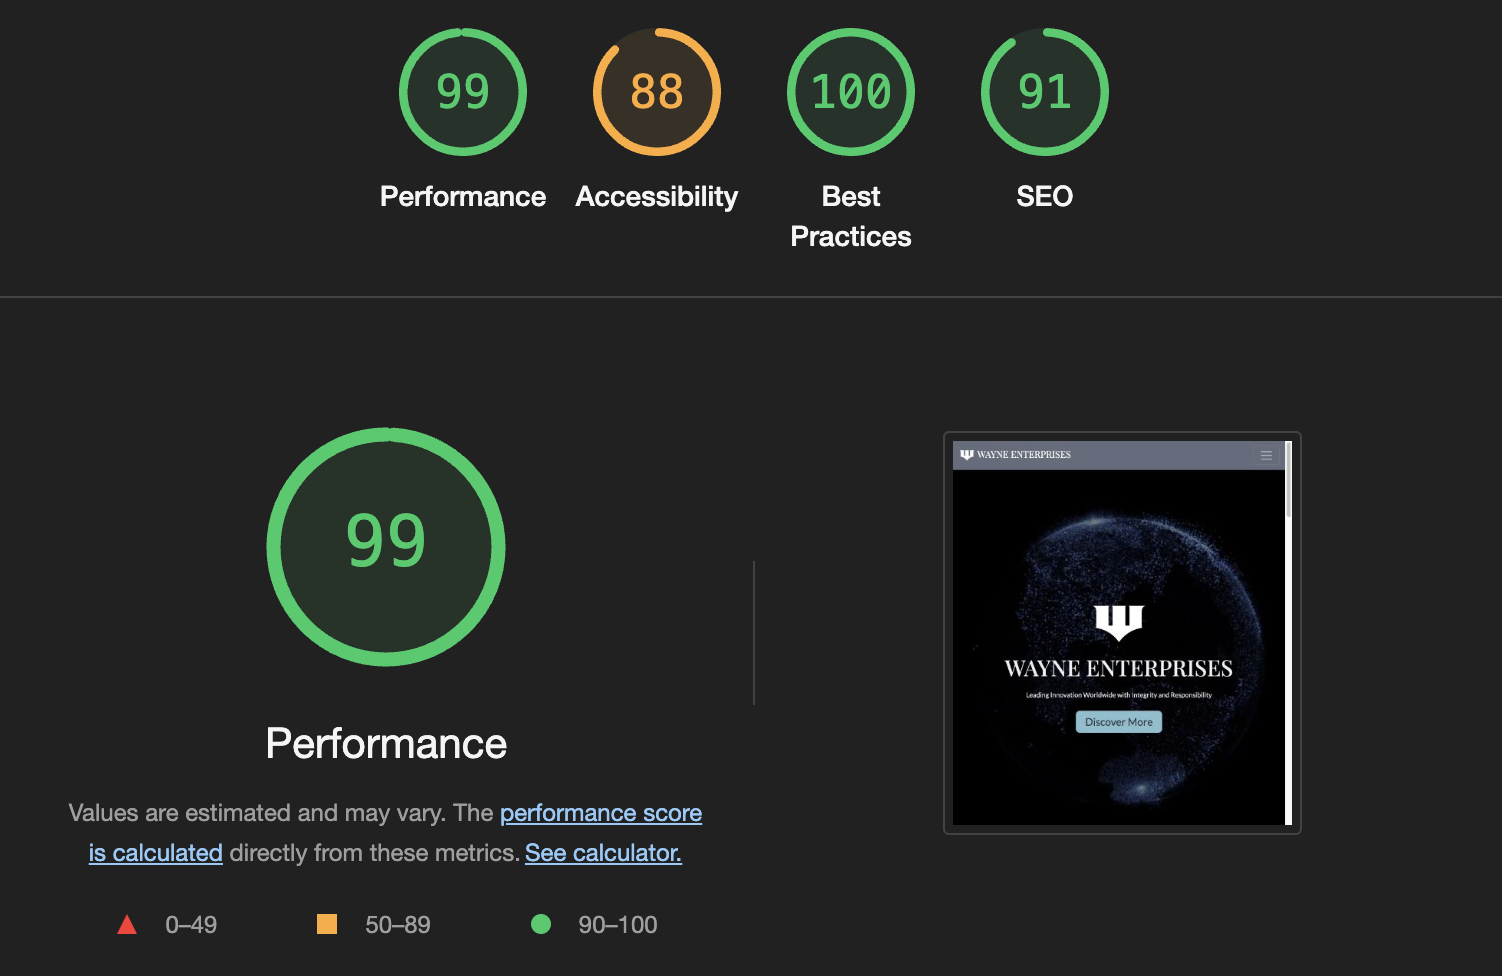 99
88
100
91
Performance
Accessibility
Best
Practices
SEO
99
Performance
Values are estimated and may vary. The performance score
is calculated directly from these metrics. See calculator.
0–49
50–89
90–100
WAYNE ENTERPRISES
WAYNE ENTERPRISES
Leading Innovation Worldwide with Integrity and Responsibility
Discover More